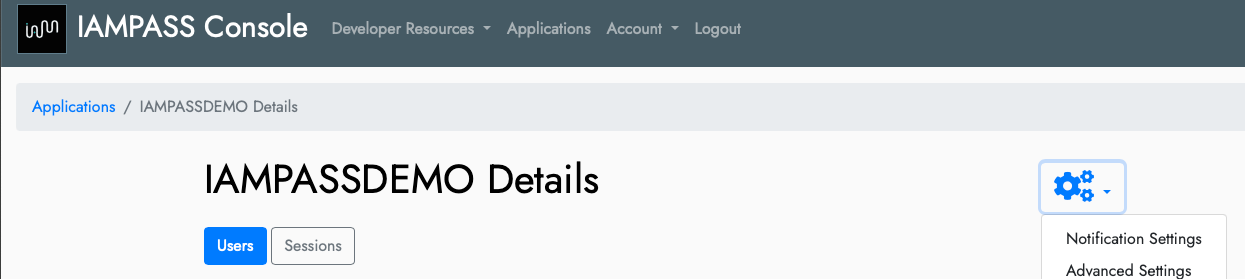 IAMPASS Console Developer Resources Applications Account Logout
Applications / IAMPASSDEMO Details
IAMPASSDEMO Details
Users Sessions
Notification Settings
Advanced Settings